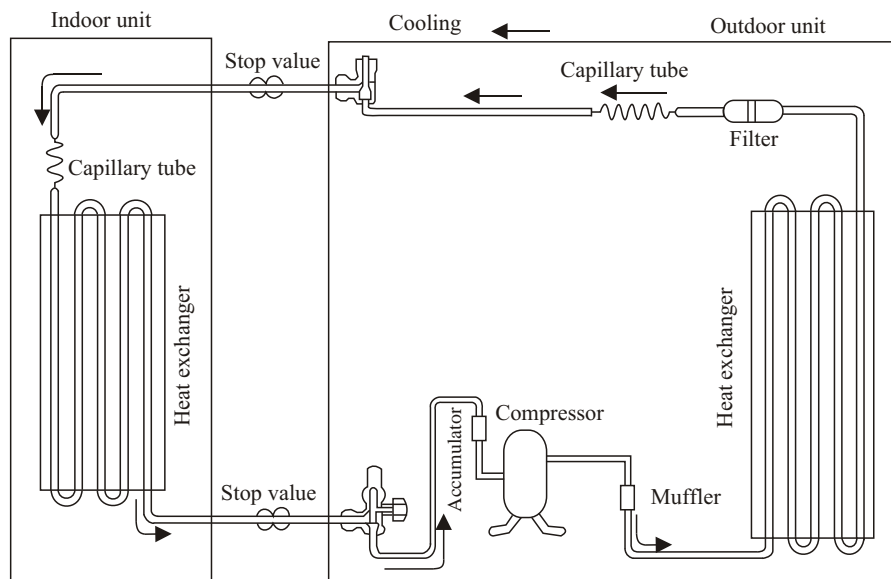 Indoor unit
Cooling
Outdoor unit
Stop value
Capillary tube
Filter
Capillary tube
Heat exchanger
Heat exchanger
Accumulator
Compressor
Muffler
Stop value